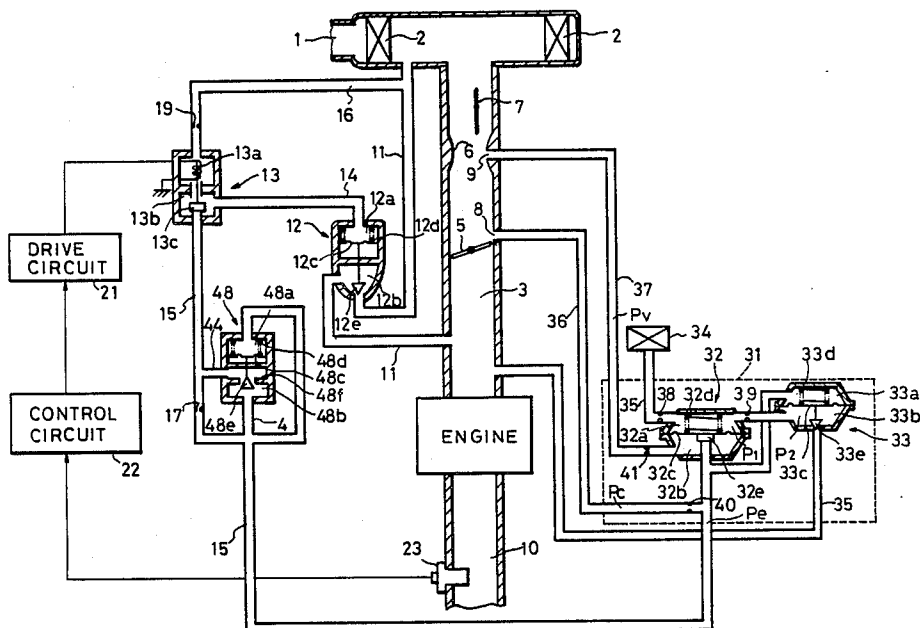 1
2
2
7
16
19
6
9
11
13a
13
14
12a
8
13b
12
12d
5
13c
12c
DRIVE
CIRCUIT
12b
3
37
21
48
48a
12e
36
Pv
34
15
44
11
48d
31
33d
32
48c
35
38
32d
39
33a
48f
33b
17
48b
32a
48e
4
ENGINE
P1
P2
33
CONTROL
CIRCUIT
41
32c
33c
33e
32b
32e
22
Pc
40
35
Pe
15
23
10